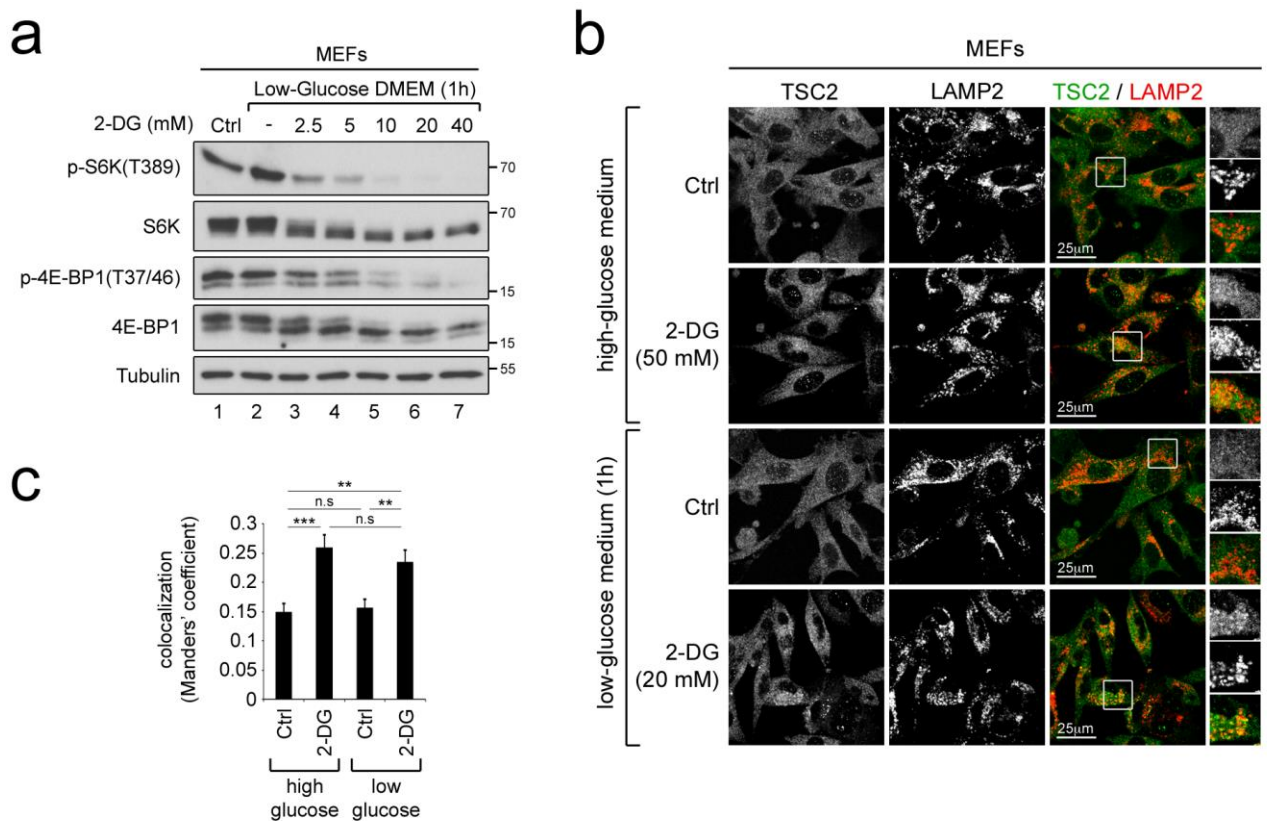 a
MEFs
Low-Glucose DMEM (1h)
2-DG (mM) Ctrl - 2.5 5 10 20 40
p-S6K(T389) 70
S6K 70
p-4E-BP1(T37/46) 15
4E-BP1 15
Tubulin 55
1 2 3 4 5 6 7
b
MEFs
TSC2 LAMP2 TSC2 / LAMP2
high-glucose medium
Ctrl
25μm
2-DG
(50 mM)
25μm
low-glucose medium (1h)
Ctrl
25μm
2-DG
(20 mM)
25μm
c
**
n.s **
*** n.s
colocalization
(Manders' coefficient)
0.3
0.25
0.2
0.15
0.1
0.05
0
Ctrl 2-DG Ctrl 2-DG
high
glucose
low
glucose